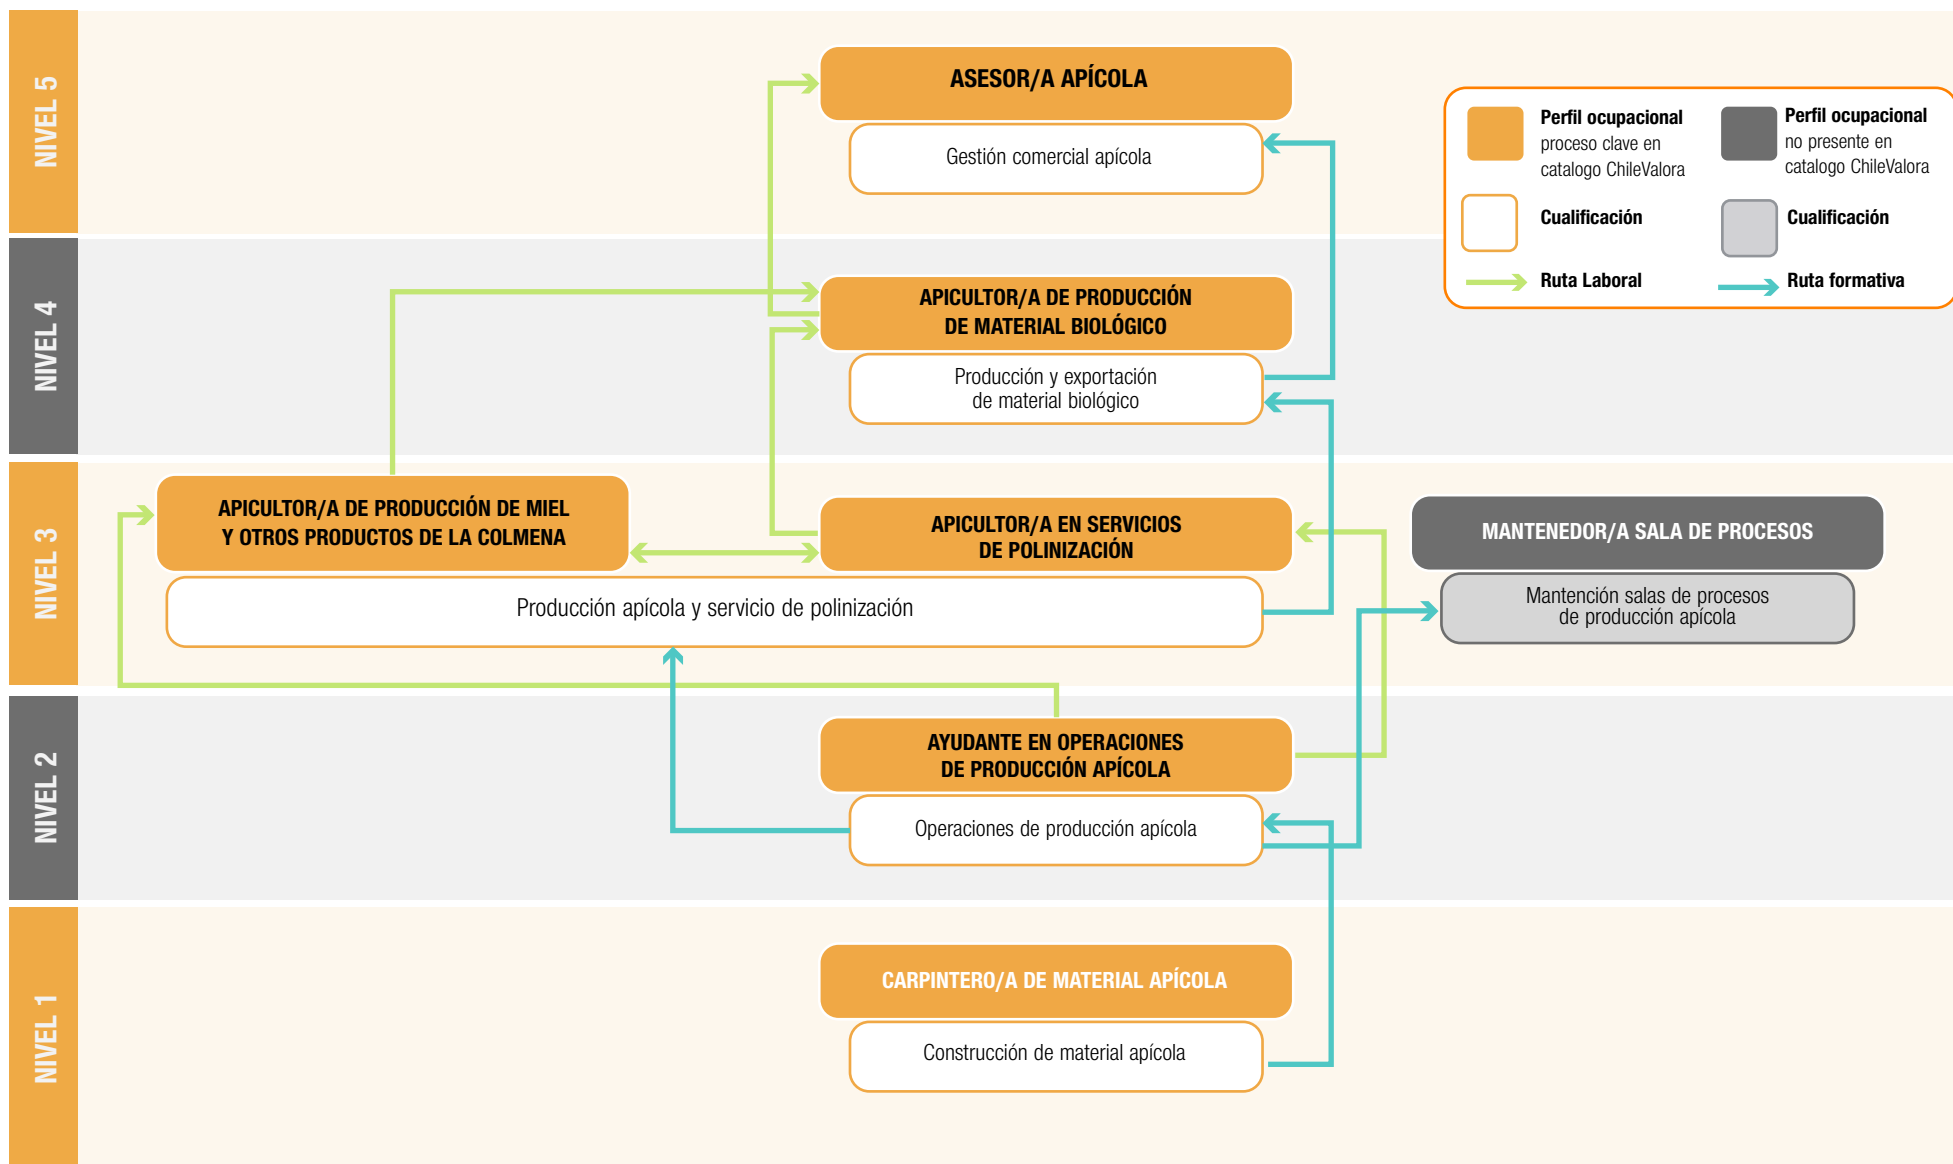 NIVEL 5
ASESOR/A APÍCOLA
Gestión comercial apícola
Perfil ocupacional
proceso clave en
catalogo ChileValora
Perfil ocupacional
no presente en
catalogo ChileValora
Cualificación
Cualificación
Ruta Laboral
Ruta formativa
NIVEL 4
APICULTOR/A DE PRODUCCIÓN
DE MATERIAL BIOLÓGICO
Producción y exportación
de material biológico
NIVEL 3
APICULTOR/A DE PRODUCCIÓN DE MIEL
Y OTROS PRODUCTOS DE LA COLMENA
APICULTOR/A EN SERVICIOS
DE POLINIZACIÓN
Producción apícola y servicio de polinización
MANTENEDOR/A SALA DE PROCESOS
Mantención salas de procesos
de producción apícola
NIVEL 2
AYUDANTE EN OPERACIONES
DE PRODUCCIÓN APÍCOLA
Operaciones de producción apícola
NIVEL 1
CARPINTERO/A DE MATERIAL APÍCOLA
Construcción de material apícola